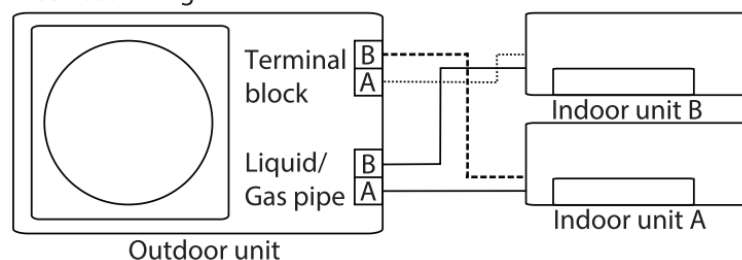 Terminal
block
B
A
Liquid/
Gas pipe
B
A
Outdoor unit
Indoor unit B
Indoor unit A